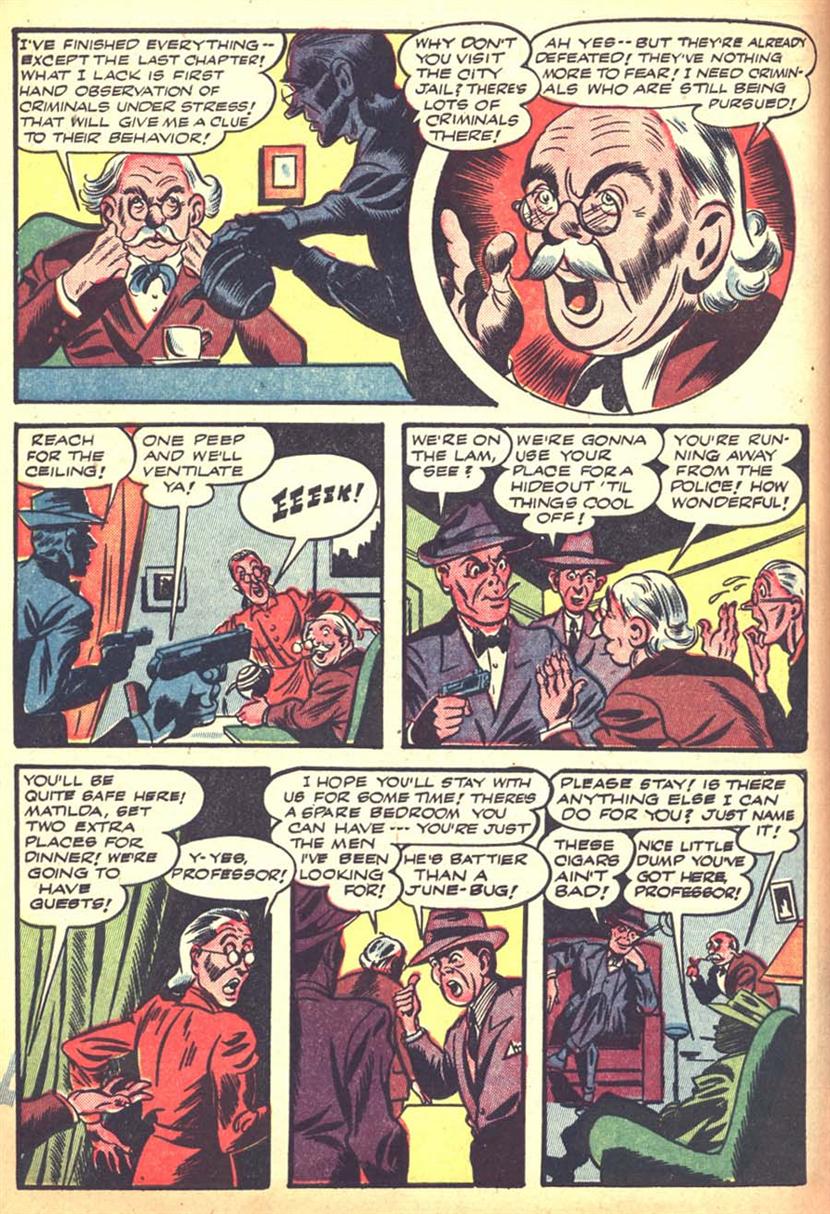 I'VE FINISHED EVERYTHING--
EXCEPT THE LAST CHAPTER!
WHAT I LACK IS FIRST
HAND OBSERVATION OF
CRIMINALS UNDER STRESS!
THAT WILL GIVE ME A CLUE
TO THEIR BEHAVIOR!
WHY DON'T
YOU VISIT
THE CITY
JAIL? THERE'S
LOTS OF
CRIMINALS
THERE!
AH YES-- BUT THEY'RE ALREADY
DEFEATED! THEY'VE NOTHING
MORE TO FEAR! I NEED CRIMIN-
ALS WHO ARE STILL BEING
PURSUED!
REACH
FOR THE
CEILING!
ONE PEEP
AND WE'LL
VENTILATE
YA!
EEEEK!
WE'RE ON
THE LAM,
SEE?
WE'RE GONNA
USE YOUR
PLACE FOR A
HIDEOUT 'TIL
THINGS COOL
OFF!
YOU'RE RUN-
NING AWAY
FROM THE
POLICE! HOW
WONDERFUL!
YOU'LL BE
QUITE SAFE HERE!
MATILDA, SET
TWO EXTRA
PLACES FOR
DINNER! WE'RE
GOING TO
HAVE
GUESTS!
Y-YES,
PROFESSOR!
I HOPE YOU'LL STAY WITH
US FOR SOME TIME! THERE'S
A SPARE BEDROOM YOU
CAN HAVE -- YOU'RE JUST
THE MEN
I'VE BEEN
LOOKING
FOR!
HE'S BATTIER
THAN A
JUNE-BUG!
PLEASE STAY! IS THERE
ANYTHING ELSE I CAN
DO FOR YOU? JUST NAME
IT!
THESE
CIGARS
AIN'T
BAD!
NICE LITTLE
DUMP YOU'VE
GOT HERE,
PROFESSOR!